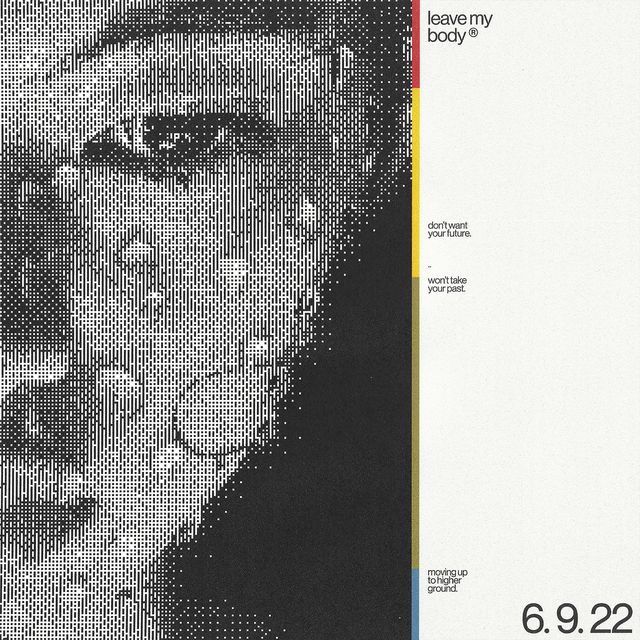 leave my
body ®
don't want
your future.
..
won't take
your past.
moving up
to higher
ground.
6. 9. 22